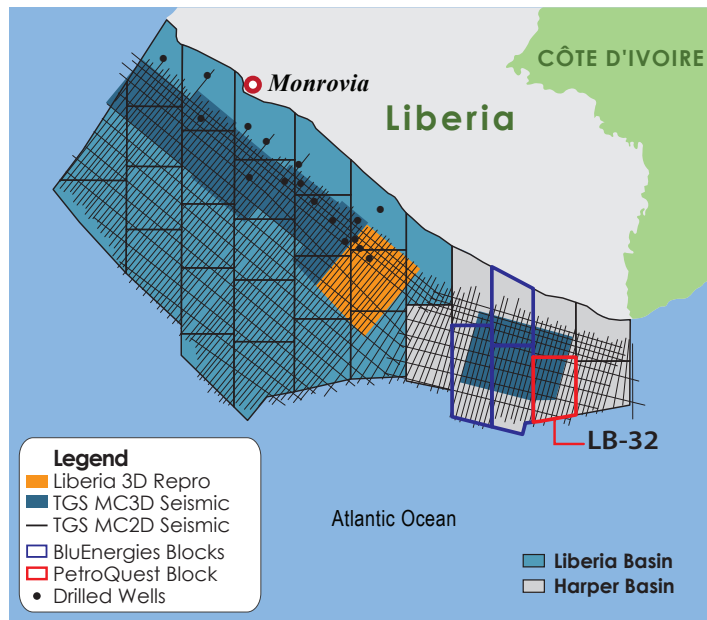 CÔTE D'IVOIRE
Monrovia
Liberia
LB-32
Legend
Liberia 3D Repro
TGS MC3D Seismic
TGS MC2D Seismic
BluEnergies Blocks
PetroQuest Block
Drilled Wells
Atlantic Ocean
Liberia Basin
Harper Basin